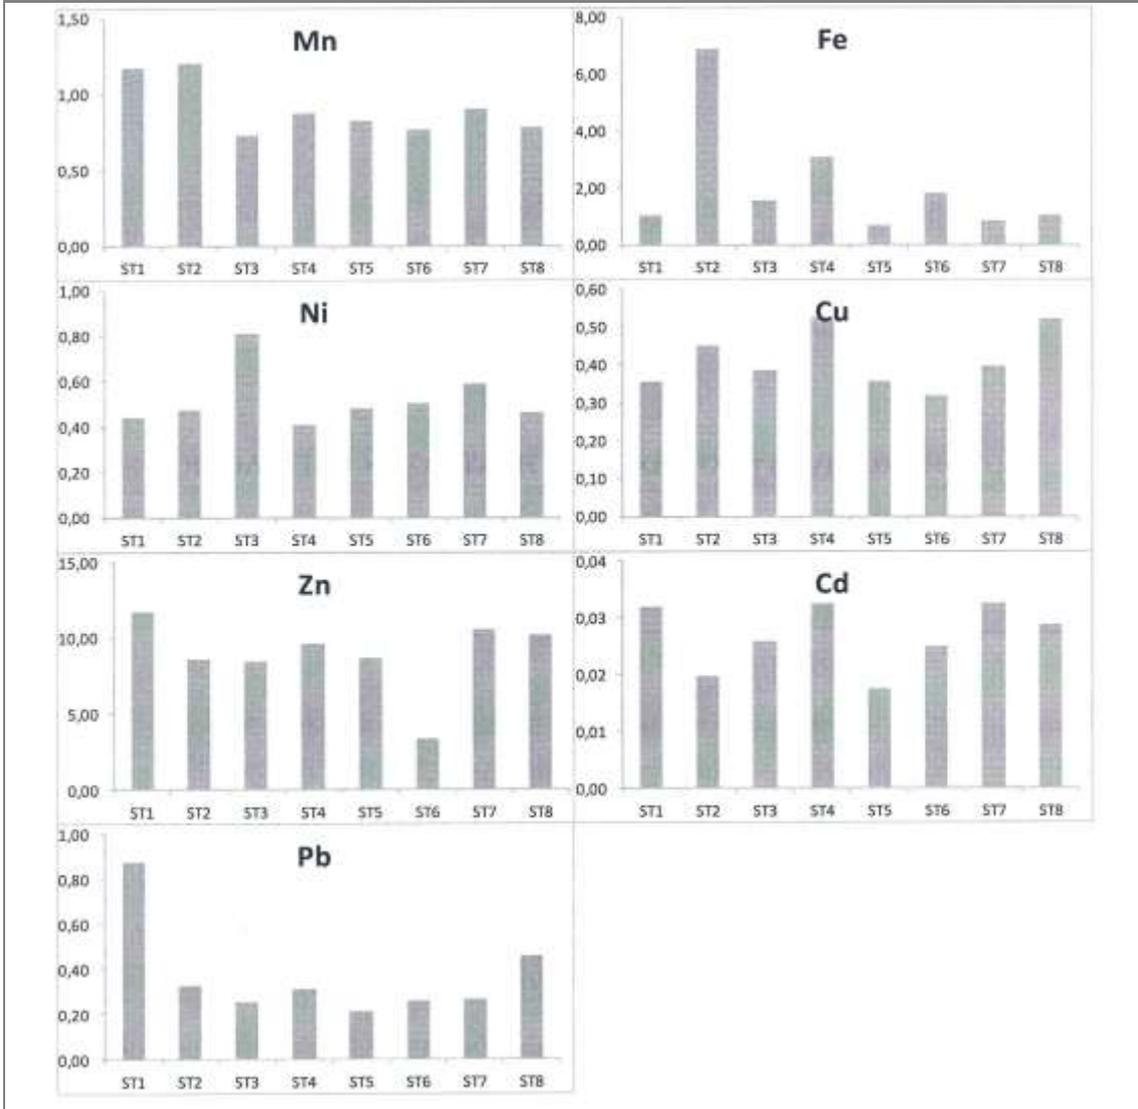 Mn
1,50
1,00
0,50
0,00
ST1 ST2 ST3 ST4 ST5 ST6 ST7 ST8
Fe
8,00
6,00
4,00
2,00
0,00
ST1 ST2 ST3 ST4 ST5 ST6 ST7 ST8
Ni
1,00
0,80
0,60
0,40
0,20
0,00
ST1 ST2 ST3 ST4 ST5 ST6 ST7 ST8
Cu
0,60
0,50
0,40
0,30
0,20
0,10
0,00
ST1 ST2 ST3 ST4 ST5 ST6 ST7 ST8
Zn
15,00
10,00
5,00
0,00
ST1 ST2 ST3 ST4 ST5 ST6 ST7 ST8
Cd
0,04
0,03
0,02
0,01
0,00
ST1 ST2 ST3 ST4 ST5 ST6 ST7 ST8
Pb
1,00
0,80
0,60
0,40
0,20
0,00
ST1 ST2 ST3 ST4 ST5 ST6 ST7 ST8